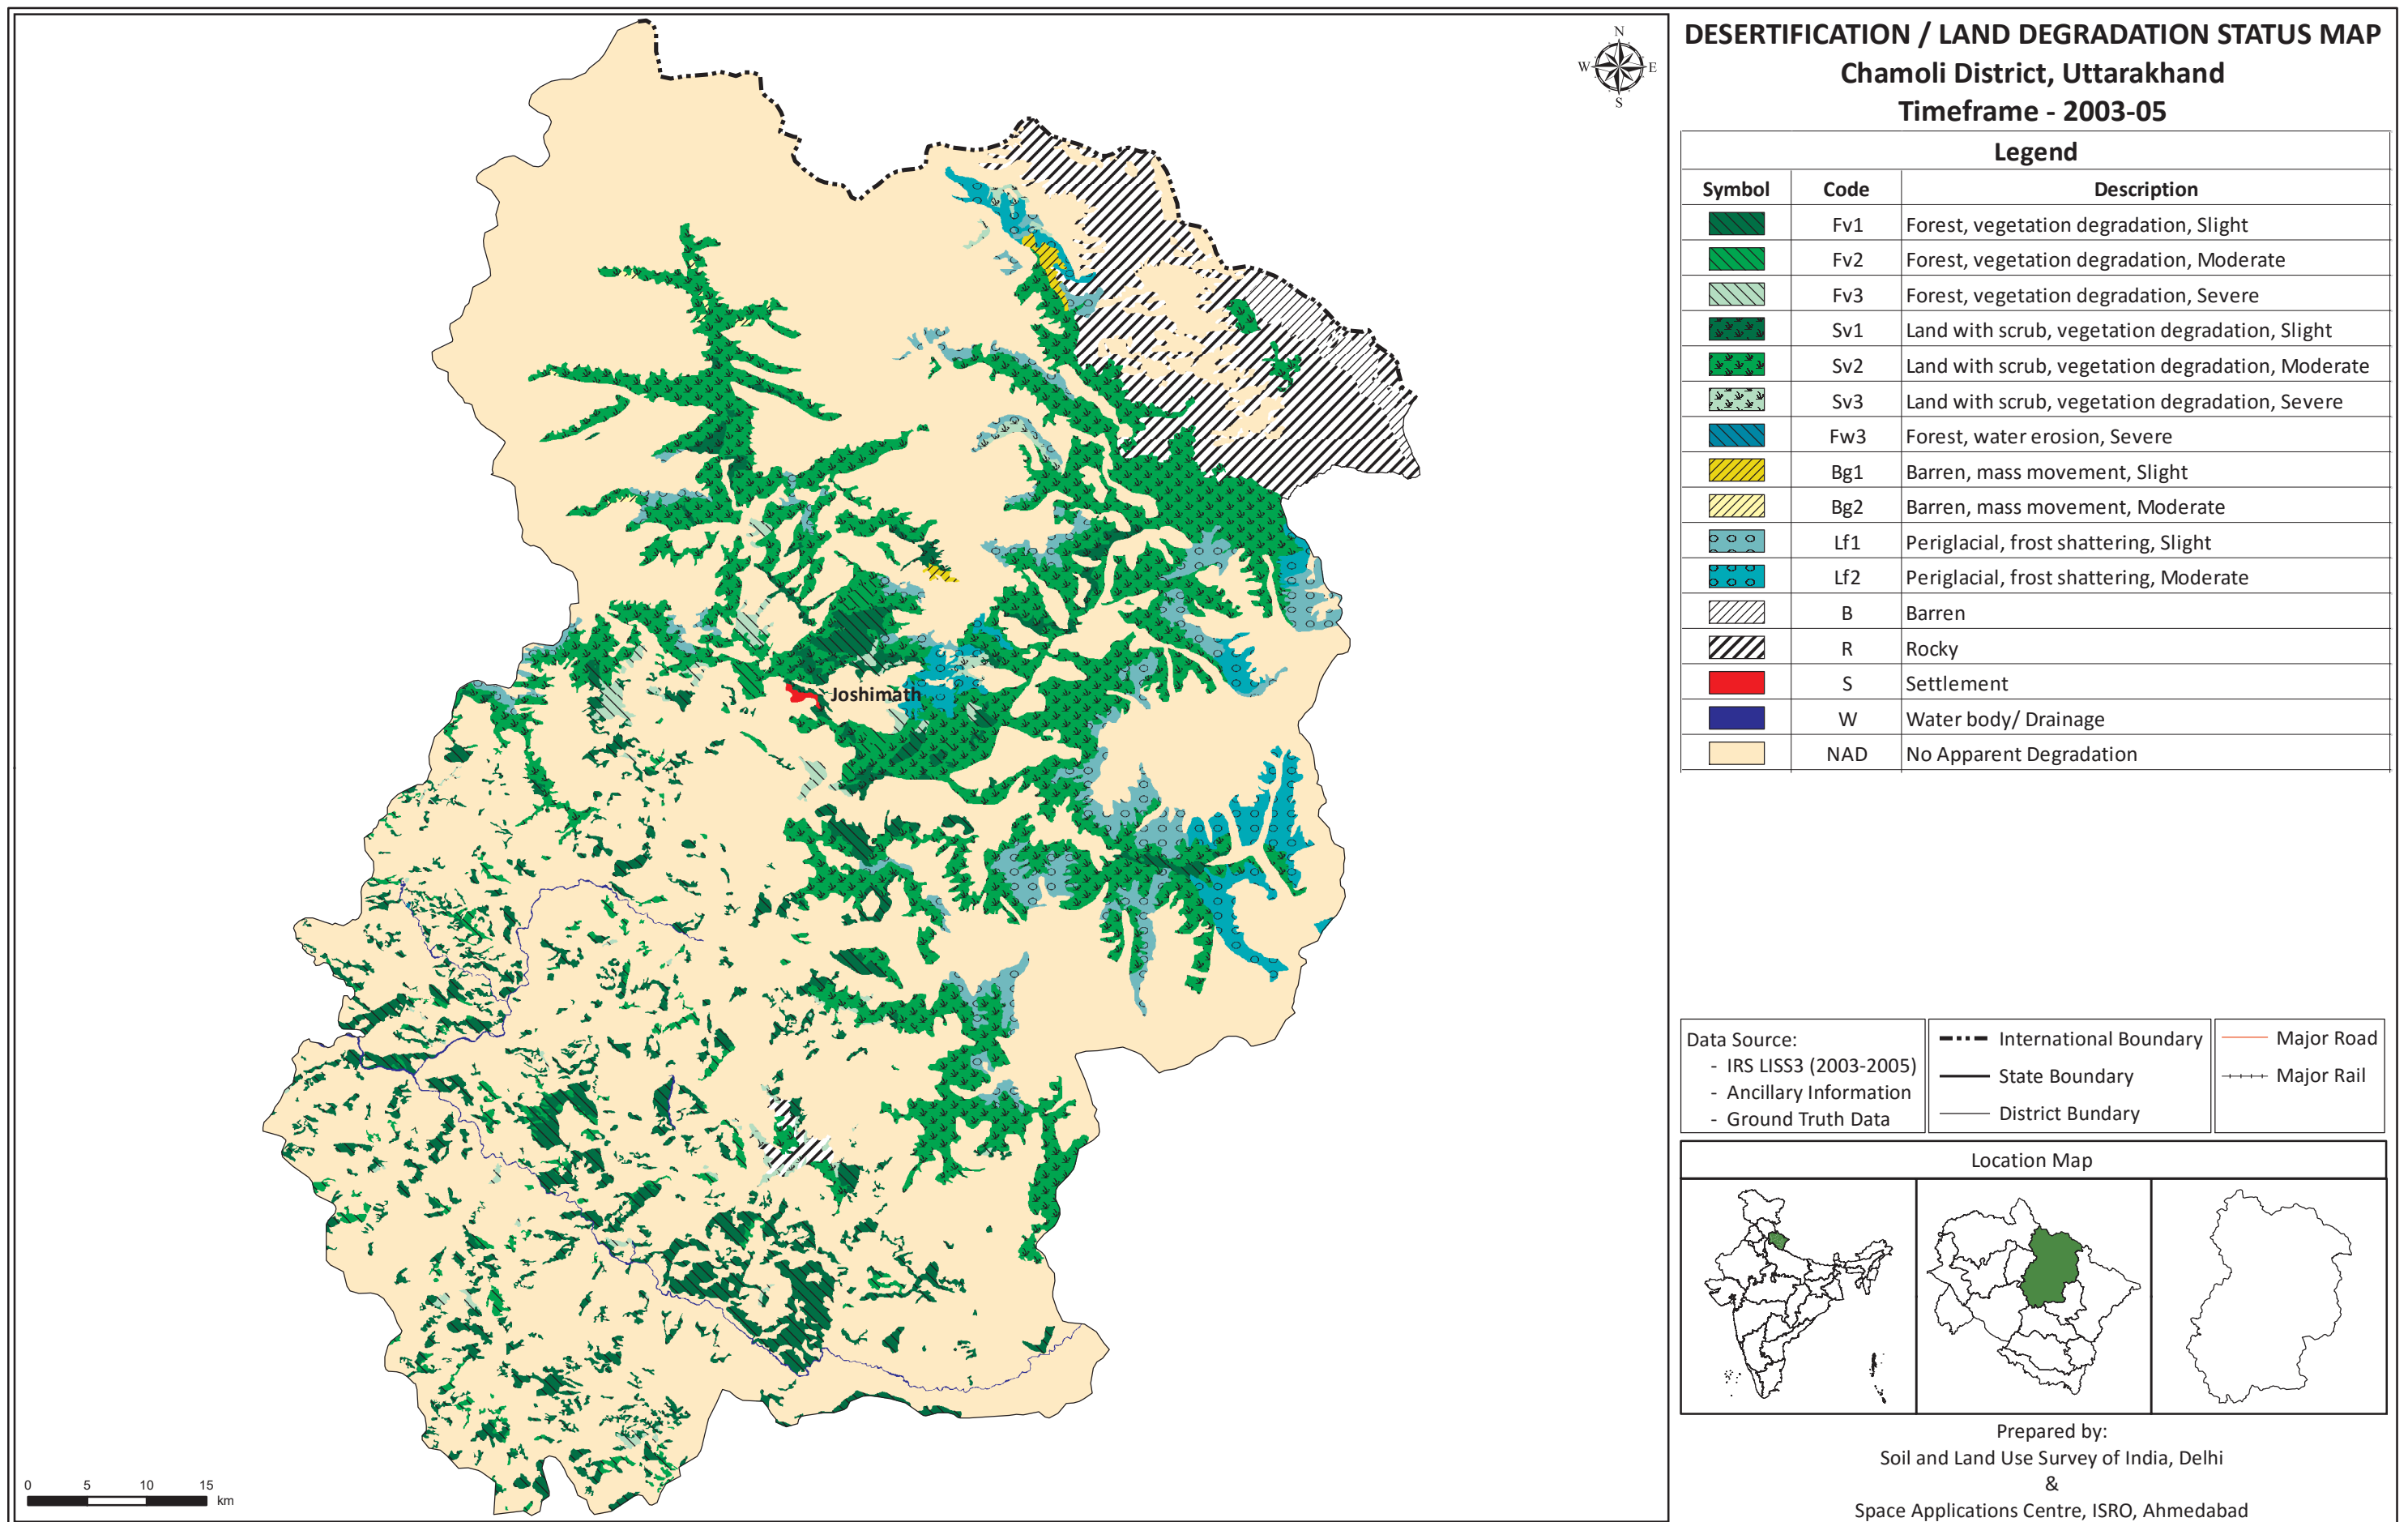 DESERTIFICATION / LAND DEGRADATION STATUS MAP
Chamoli District, Uttarakhand
Timeframe - 2003-05
Legend
Symbol Code Description
Fv1 Forest, vegetation degradation, Slight
Fv2 Forest, vegetation degradation, Moderate
Fv3 Forest, vegetation degradation, Severe
Sv1 Land with scrub, vegetation degradation, Slight
Sv2 Land with scrub, vegetation degradation, Moderate
Sv3 Land with scrub, vegetation degradation, Severe
Fw3 Forest, water erosion, Severe
Bg1 Barren, mass movement, Slight
Bg2 Barren, mass movement, Moderate
Lf1 Periglacial, frost shattering, Slight
Lf2 Periglacial, frost shattering, Moderate
B Barren
R Rocky
S Settlement
W Water body/ Drainage
NAD No Apparent Degradation
N
W E
S
Joshimath
0 5 10 15
km
Data Source:
- IRS LISS3 (2003-2005)
- Ancillary Information
- Ground Truth Data
International Boundary
State Boundary
District Bundary
Major Road
Major Rail
Location Map
Prepared by:
Soil and Land Use Survey of India, Delhi
&
Space Applications Centre, ISRO, Ahmedabad